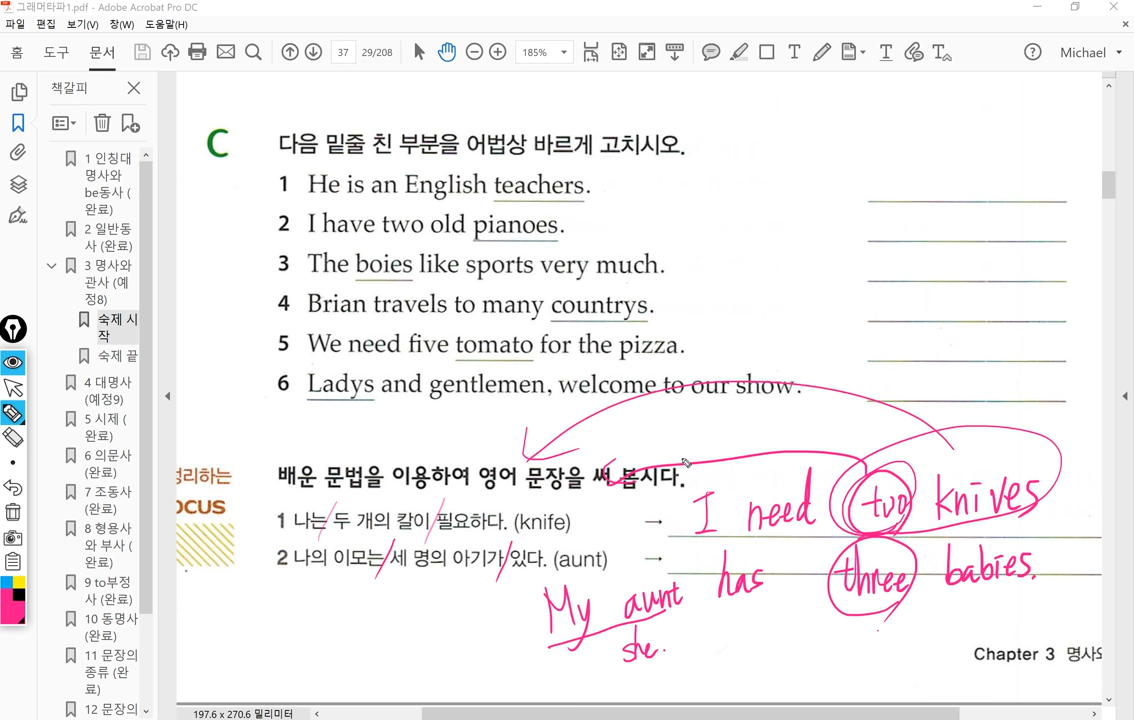 그래머타파1.pdf - Adobe Acrobat Pro DC
파일 편집 보기(V) 창(W) 도움말(H)
홈 도구 문서 37 29/208 185% Michael
책갈피
1 인칭대
명사와
be동사 (
완료)
2 일반동
사 (완료)
3 명사와
관사 (예
정8)
숙제 시
작
숙제 끝
4 대명사
(예정9)
5 시제 (
완료)
6 의문사
(완료)
7 조동사
(완료)
8 형용사
와 부사 (
완료)
9 to부정
사 (완료)
10 동명사
(완료)
11 문장의
종류 (완
료)
12 문장의
C 다음 밑줄 친 부분을 어법상 바르게 고치시오.
1 He is an English teachers.
2 I have two old pianoes.
3 The boies like sports very much.
4 Brian travels to many countrys.
5 We need five tomato for the pizza.
6 Ladys and gentlemen, welcome to our show.
정리하는
OCUS
배운 문법을 이용하여 영어 문장을 써 봅시다.
1 나는 두 개의 칼이 필요하다. (knife) → I need two knives
2 나의 이모는 세 명의 아기가 있다. (aunt) →
My aunt has three babies.
she.
Chapter 3 명사와
197.6 x 270.6 밀리미터